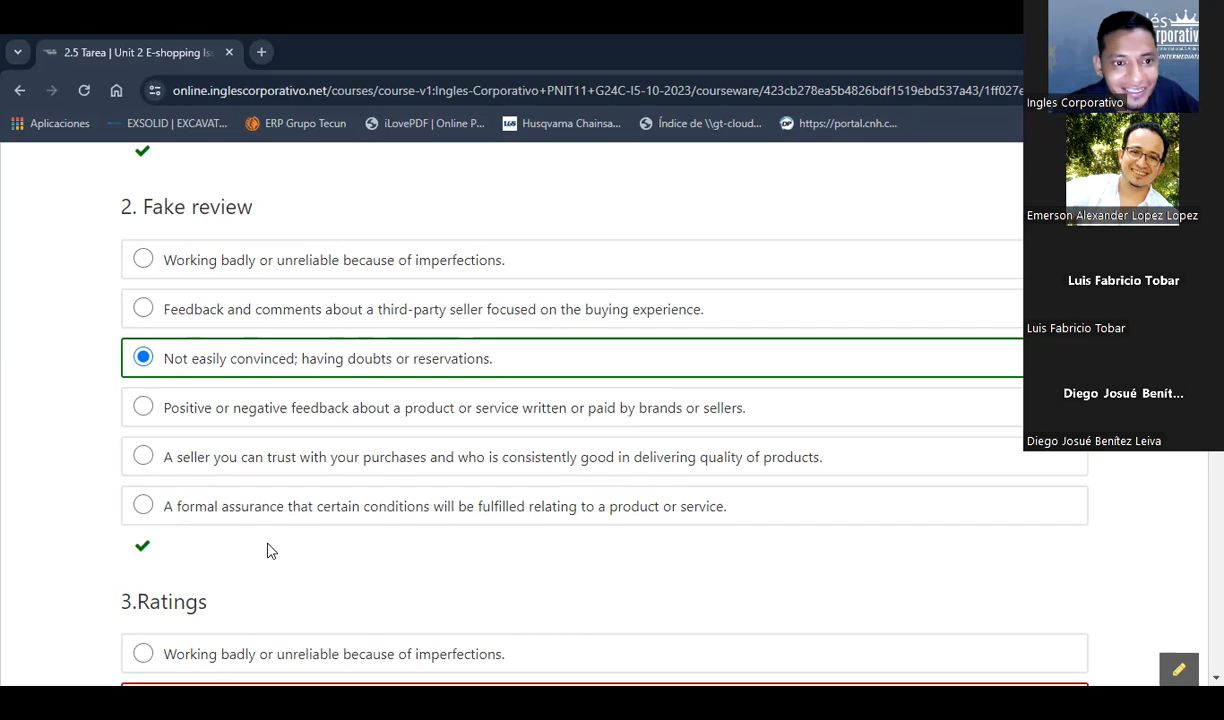 2.5 Tarea | Unit 2 E-shopping Is
online.inglescorporativo.net/courses/course-v1:Ingles-Corporativo+PNIT11+G24C-I5-10-2023/courseware/423cb278ea5b4826bdf1519ebd537a43/1ff027e
Aplicaciones
EXSOLID | EXCAVAT...
ERP Grupo Tecun
iLovePDF | Online P...
Husqvarna Chainsa...
Índice de \\gt-cloud...
https://portal.cnh.c...
2. Fake review
Working badly or unreliable because of imperfections.
Feedback and comments about a third-party seller focused on the buying experience.
Not easily convinced; having doubts or reservations.
Positive or negative feedback about a product or service written or paid by brands or sellers.
A seller you can trust with your purchases and who is consistently good in delivering quality of products.
A formal assurance that certain conditions will be fulfilled relating to a product or service.
3.Ratings
Working badly or unreliable because of imperfections.
Ingles Corporativo
Emerson Alexander Lopez Lopez
Luis Fabricio Tobar
Luis Fabricio Tobar
Diego Josué Benít...
Diego Josué Benítez Leiva